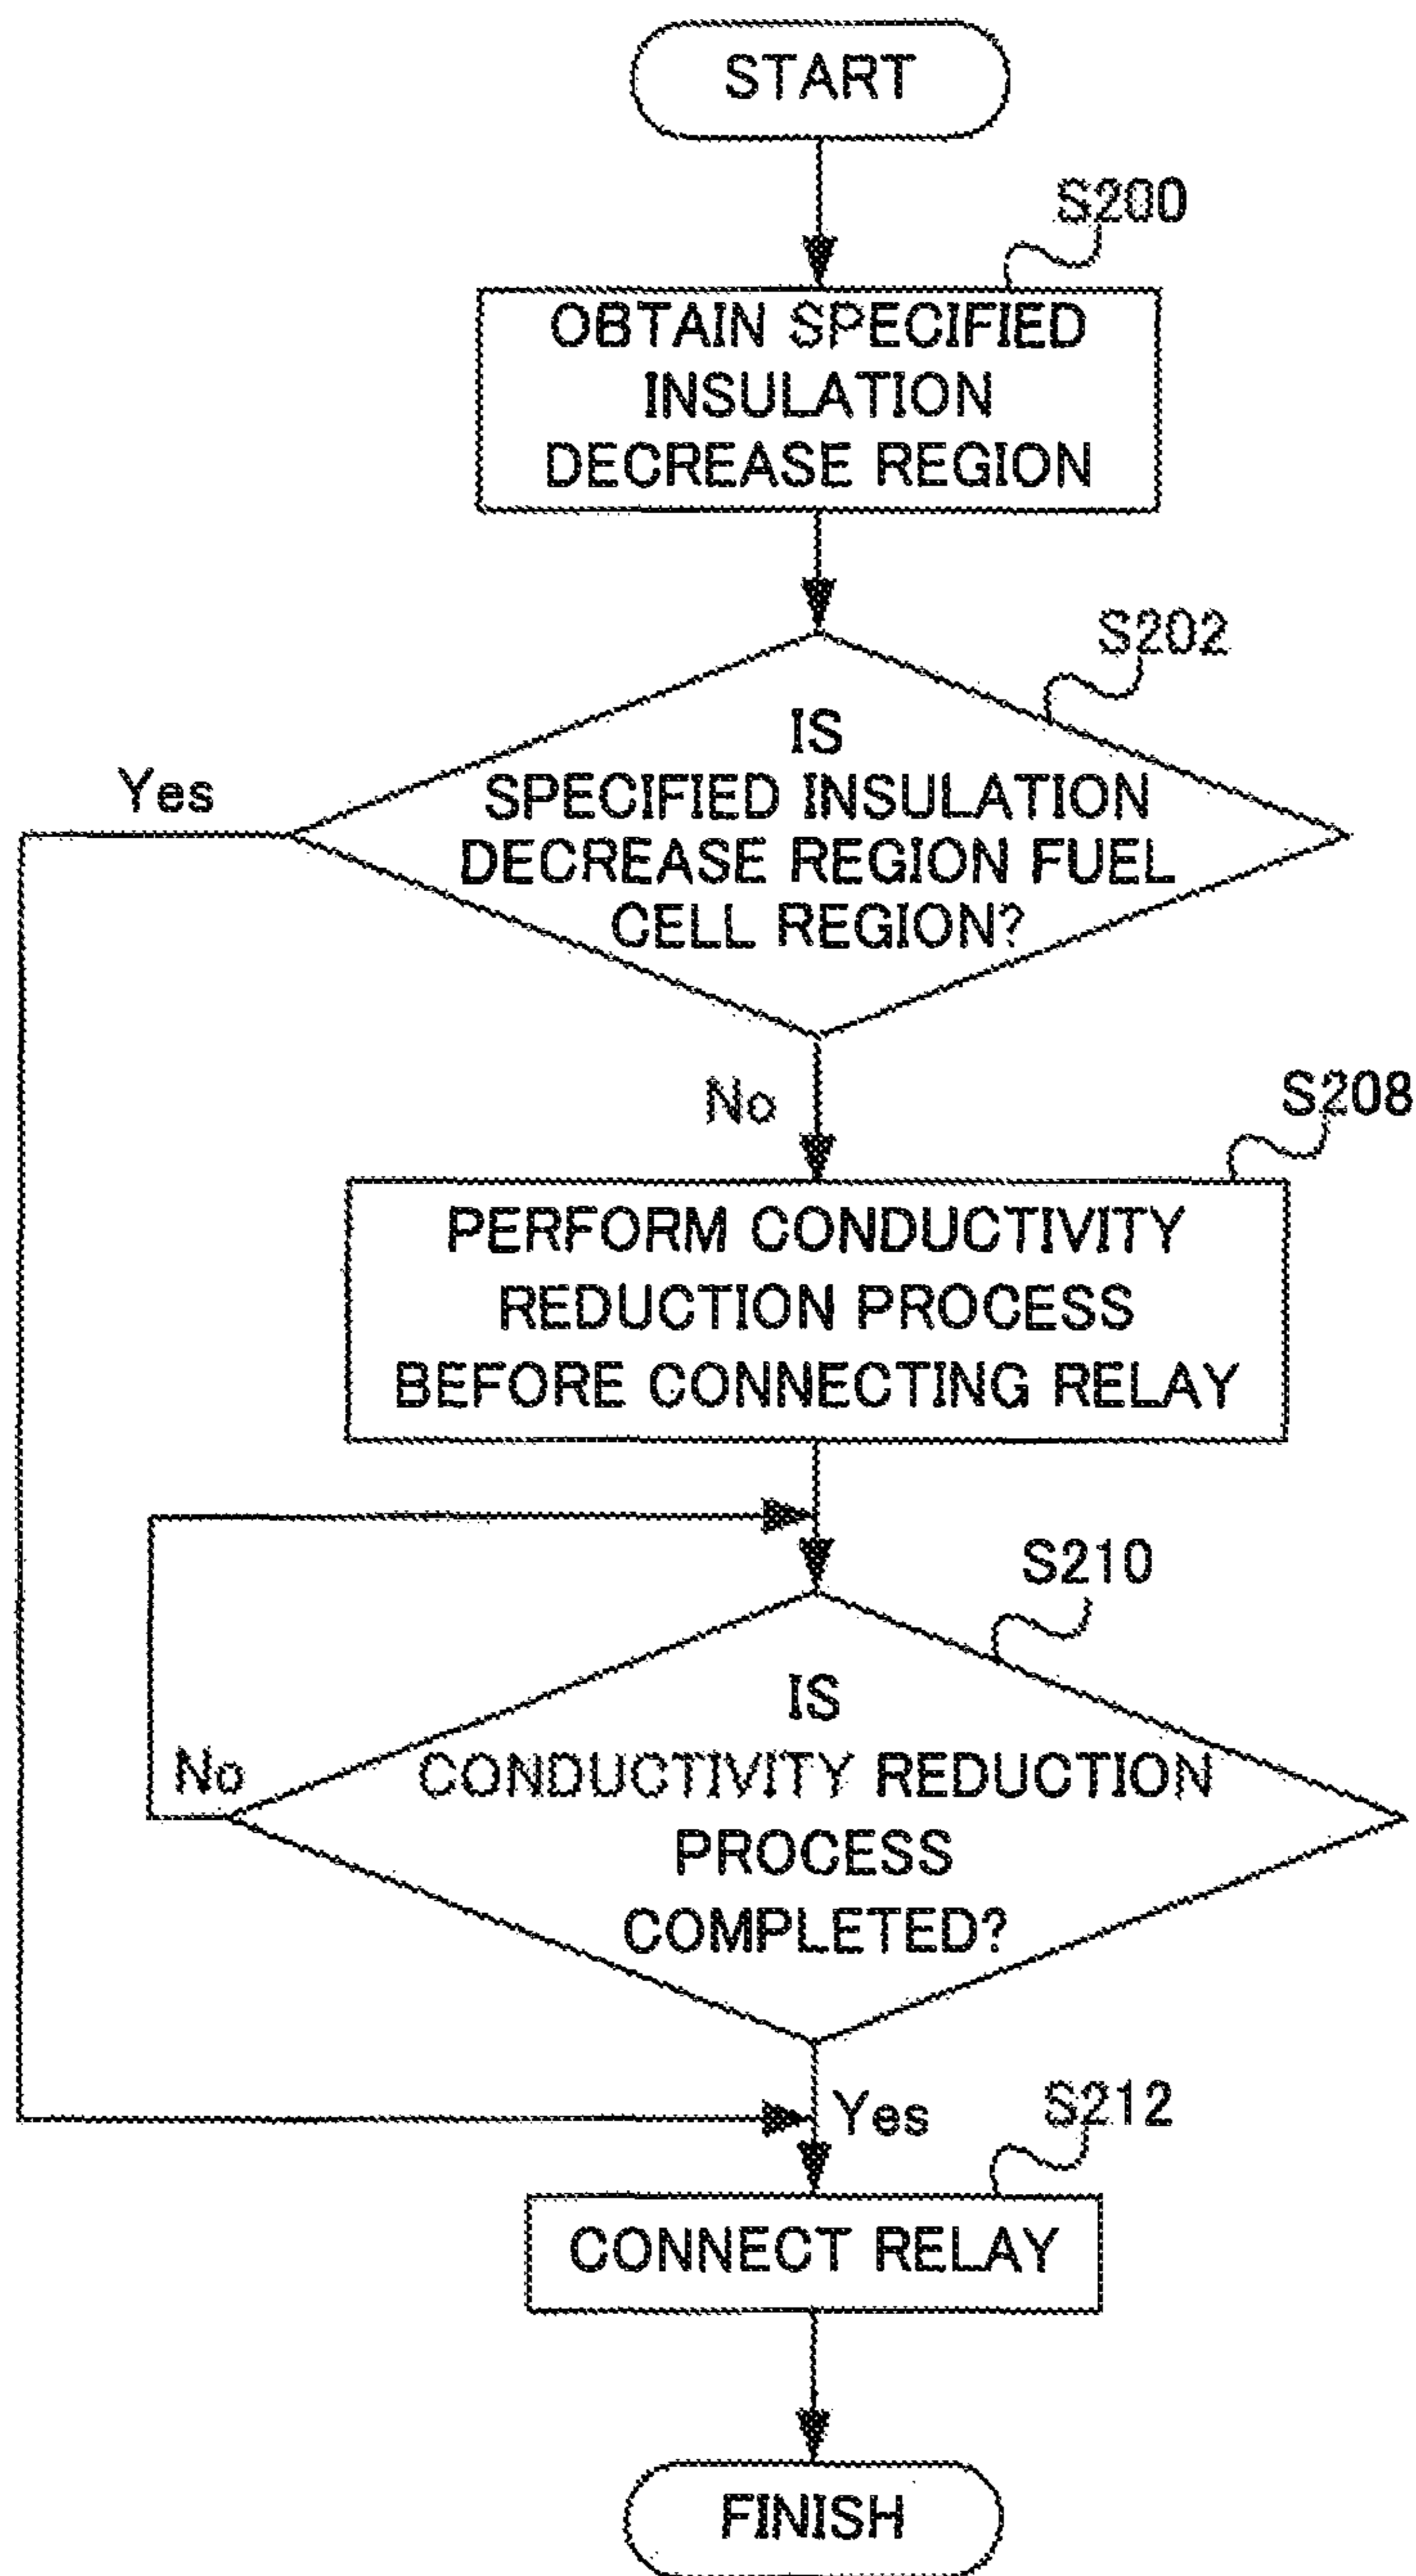 START
S200
OBTAIN SPECIFIED
INSULATION
DECREASE REGION
S202
IS
SPECIFIED INSULATION
DECREASE REGION FUEL
CELL REGION?
Yes
No
S208
PERFORM CONDUCTIVITY
REDUCTION PROCESS
BEFORE CONNECTING RELAY
S210
IS
CONDUCTIVITY REDUCTION
PROCESS
COMPLETED?
No
Yes
S212
CONNECT RELAY
FINISH